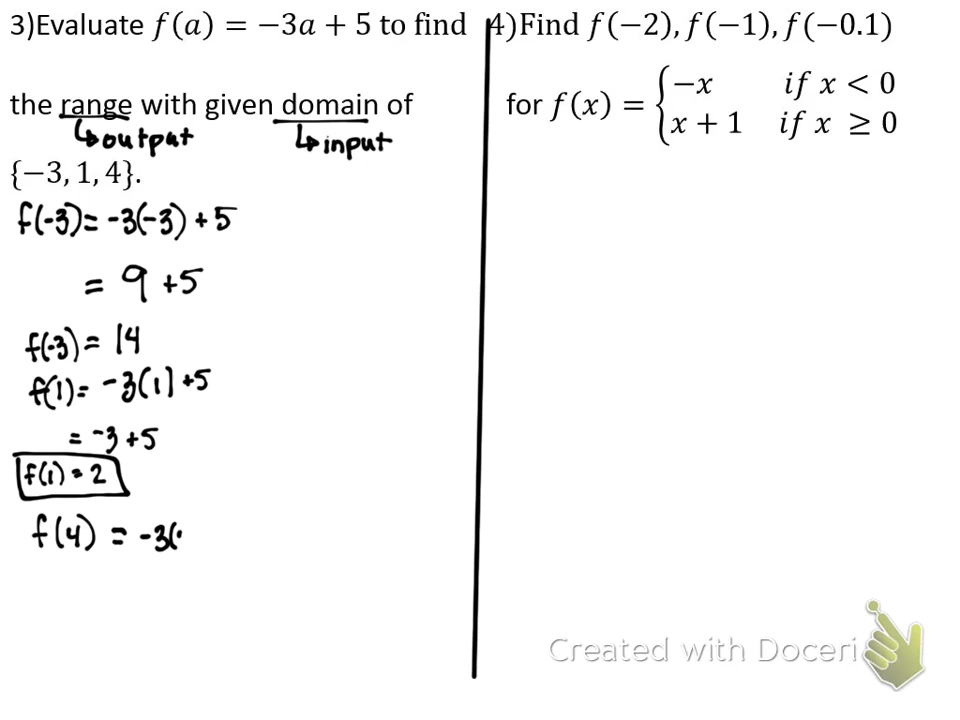 3)Evaluate f(a) = −3a + 5 to find
the range with given domain of
↳output ↳input
{−3, 1, 4}.
f(-3)= -3(-3) +5
= 9 +5
f(-3) = 14
f(1)= -3(1) +5
= -3 +5
f(1) = 2
f(4) = -3(
4)Find f(−2), f(−1), f(−0.1)
for f(x) = { −x if x < 0
x + 1 if x ≥ 0
Created with Doceri